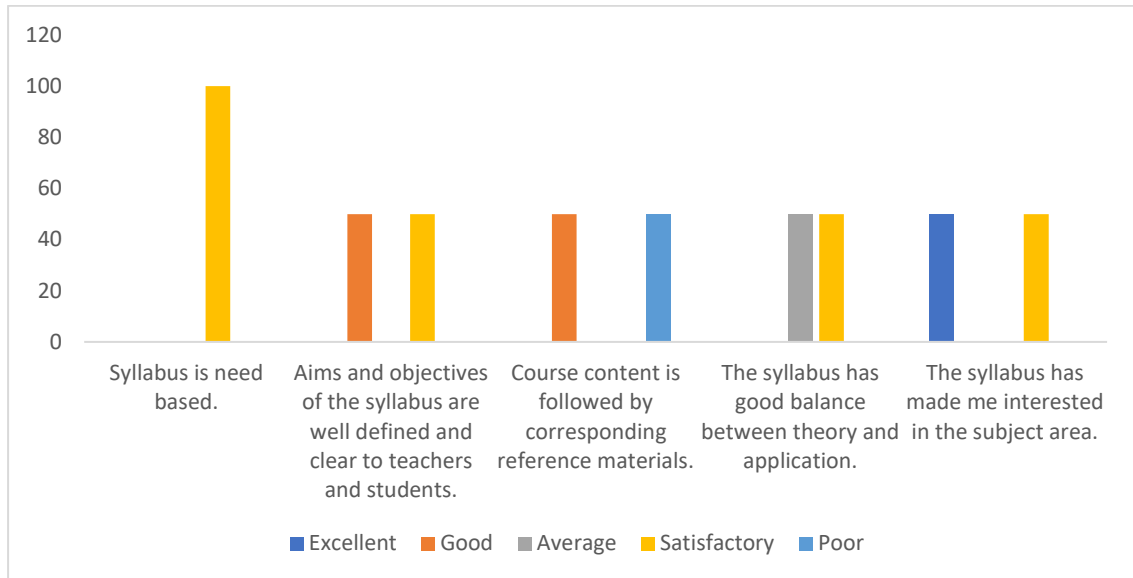 120
100
80
60
40
20
0
Syllabus is need
based.
Aims and objectives
of the syllabus are
well defined and
clear to teachers
and students.
Course content is
followed by
corresponding
reference materials.
The syllabus has
good balance
between theory and
application.
The syllabus has
made me interested
in the subject area.
Excellent Good Average Satisfactory Poor